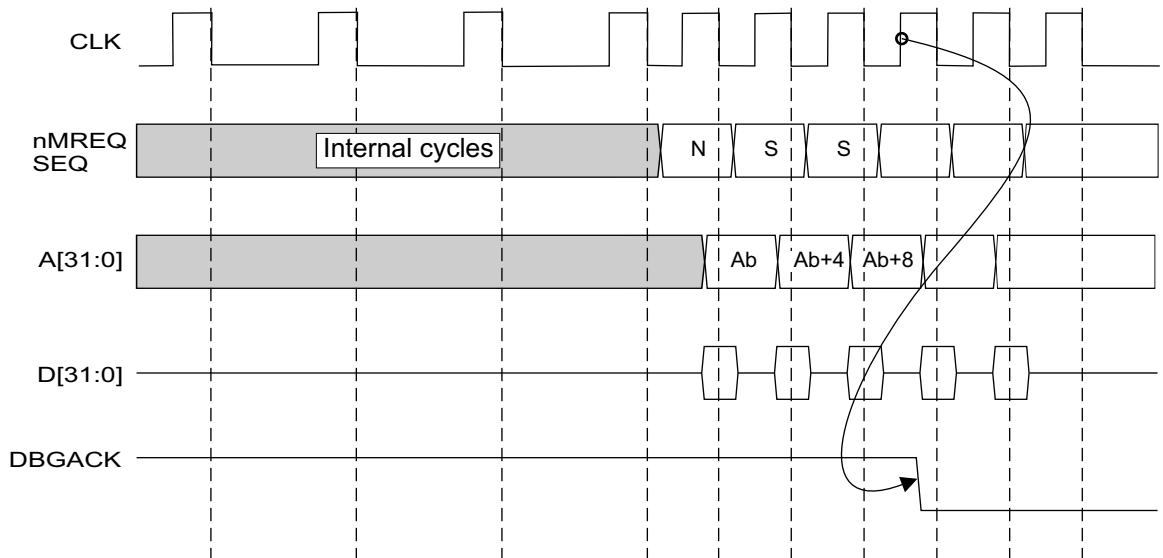 CLK
nMREQ
SEQ
Internal cycles
N
S
S
A[31:0]
Ab
Ab+4
Ab+8
D[31:0]
DBGACK